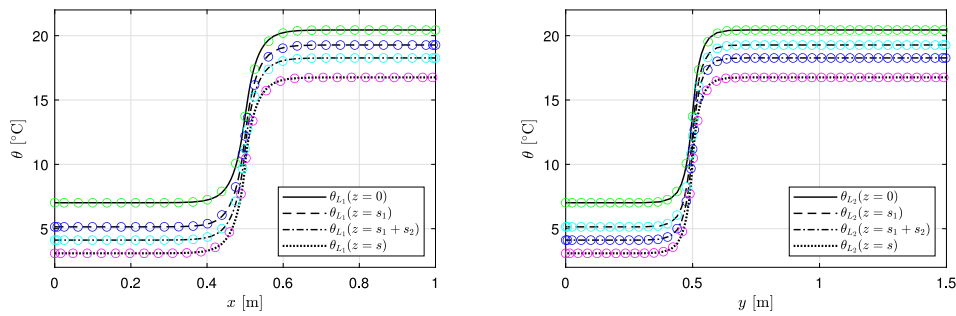 20
15
10
5
θ [°C]
0
0.2
0.4
0.6
0.8
1
x [m]
θ_{L_1}(z = 0)
θ_{L_1}(z = s_1)
θ_{L_1}(z = s_1 + s_2)
θ_{L_1}(z = s)
20
15
10
5
θ [°C]
0
0.5
1
1.5
y [m]
θ_{L_2}(z = 0)
θ_{L_2}(z = s_1)
θ_{L_2}(z = s_1 + s_2)
θ_{L_2}(z = s)